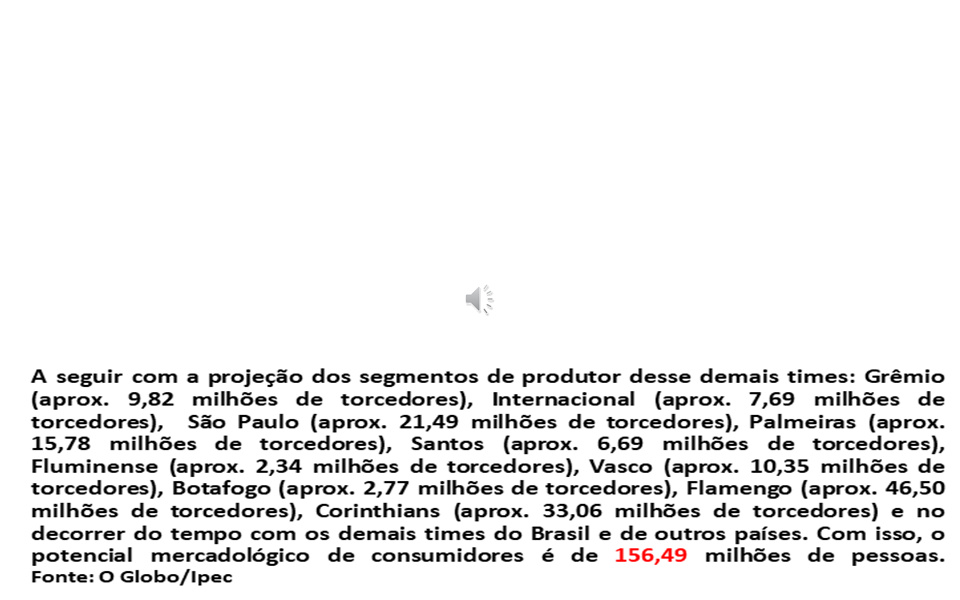 A seguir com a projeção dos segmentos de produtor desse demais times: Grêmio
(aprox. 9,82 milhões de torcedores), Internacional (aprox. 7,69 milhões de
torcedores), São Paulo (aprox. 21,49 milhões de torcedores), Palmeiras (aprox.
15,78 milhões de torcedores), Santos (aprox. 6,69 milhões de torcedores),
Fluminense (aprox. 2,34 milhões de torcedores), Vasco (aprox. 10,35 milhões de
torcedores), Botafogo (aprox. 2,77 milhões de torcedores), Flamengo (aprox. 46,50
milhões de torcedores), Corinthians (aprox. 33,06 milhões de torcedores) e no
decorrer do tempo com os demais times do Brasil e de outros países. Com isso, o
potencial mercadológico de consumidores é de 156,49 milhões de pessoas.
Fonte: O Globo/Ipec